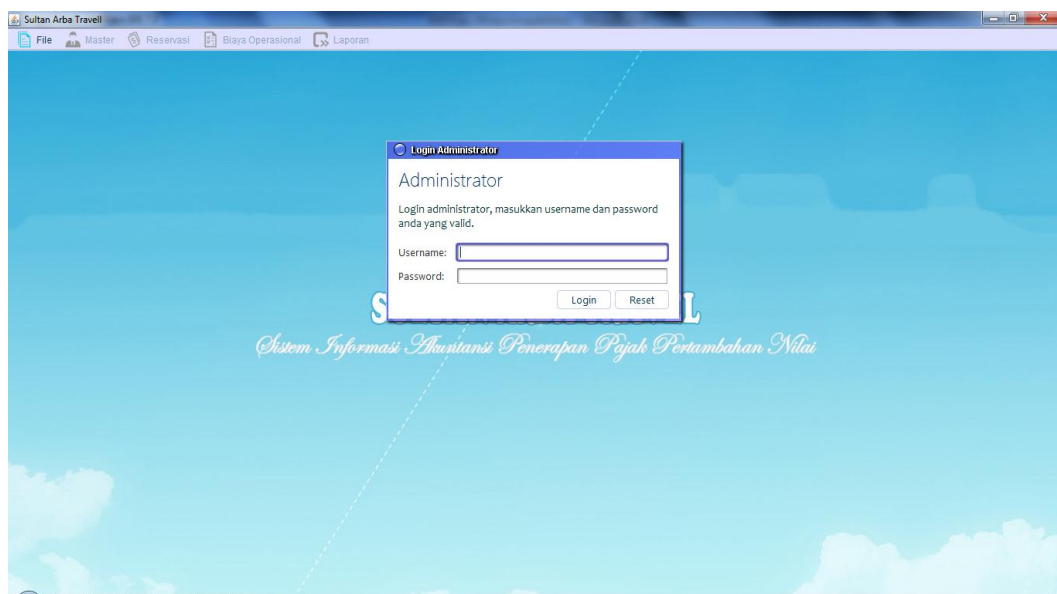 Sultan Arba Travell
File Master Reservasi Biaya Operasional Laporan
Login Administrator
Administrator
Login administrator, masukkan username dan password
anda yang valid.
Username:
Password:
Login Reset
Sistem Informasi Akuntansi Penerapan Pajak Pertambahan Nilai